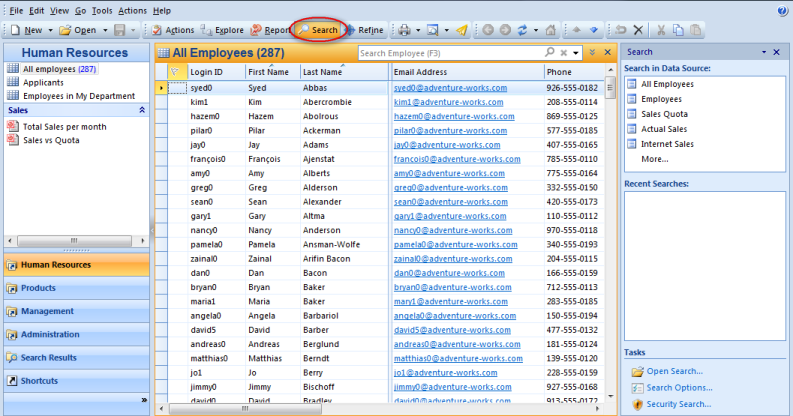 File Edit View Go Tools Actions Help
New Open Actions Explore Report Search Refine
Human Resources
All employees (287)
Applicants
Employees in My Department
Sales
Total Sales per month
Sales vs Quota
Human Resources
Products
Management
Administration
Search Results
Shortcuts
All Employees (287) Search Employee (F3)
Login ID First Name Last Name Email Address Phone
syed0 Syed Abbas syed0@adventure-works.com 926-555-0182
kim1 Kim Abercrombie kim1@adventure-works.com 208-555-0114
hazem0 Hazem Abolrous hazem0@adventure-works.com 869-555-0125
pilar0 Pilar Ackerman pilar0@adventure-works.com 577-555-0185
jay0 Jay Adams jay0@adventure-works.com 407-555-0165
françois0 François Ajenstat françois0@adventure-works.com 785-555-0110
amy0 Amy Alberts amy0@adventure-works.com 775-555-0164
greg0 Greg Alderson greg0@adventure-works.com 332-555-0150
sean0 Sean Alexander sean0@adventure-works.com 420-555-0173
gary1 Gary Altma gary1@adventure-works.com 110-555-0112
nancy0 Nancy Anderson nancy0@adventure-works.com 970-555-0118
pamela0 Pamela Ansman-Wolfe pamela0@adventure-works.com 340-555-0193
zainal0 Zainal Arifin Bacon zainal0@adventure-works.com 204-555-0115
dan0 Dan Bacon dan0@adventure-works.com 166-555-0159
bryan0 Bryan Baker bryan0@adventure-works.com 712-555-0113
maria1 Maria Baker mary1@adventure-works.com 283-555-0185
angela0 Angela Barbariol angela0@adventure-works.com 150-555-0194
david5 David Barber david5@adventure-works.com 477-555-0132
andreas0 Andreas Berglund andreas0@adventure-works.com 181-555-0124
matthias0 Matthias Berndt matthias0@adventure-works.com 139-555-0120
jo1 Jo Berry jo1@adventure-works.com 228-555-0159
jimmy0 Jimmy Bischoff jimmy0@adventure-works.com 927-555-0168
david0 David Bradley david0@adventure-works.com 913-555-0172
Search
Search in Data Source:
All Employees
Employees
Sales Quota
Actual Sales
Internet Sales
More...
Recent Searches:
Tasks
Open Search...
Search Options...
Security Search...